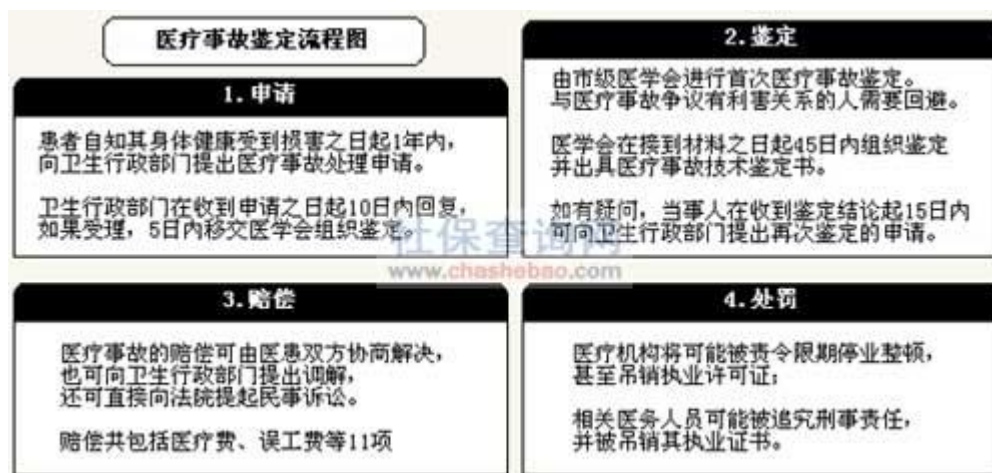 医疗事故鉴定流程图
1.申请
患者自知其身体健康受到损害之日起1年内，
向卫生行政部门提出医疗事故处理申请。
卫生行政部门在收到申请之日起10日内回复，
如果受理，5日内移交医学会组织鉴定。
2.鉴定
由市级医学会进行首次医疗事故鉴定。
与医疗事故争议有利害关系的人需要回避。
医学会在接到材料之日起45日内组织鉴定
并出具医疗事故技术鉴定书。
如有疑问，当事人在收到鉴定结论起15日内
可向卫生行政部门提出再次鉴定的申请。
社保查询网
www.chashebao.com
3.赔偿
医疗事故的赔偿可由医患双方协商解决，
也可向卫生行政部门提出调解，
还可直接向法院提起民事诉讼。
赔偿共包括医疗费、误工费等11项
4.处罚
医疗机构将可能被责令限期停业整顿，
甚至吊销执业许可证；
相关医务人员可能被追究刑事责任，
并被吊销其执业证书。